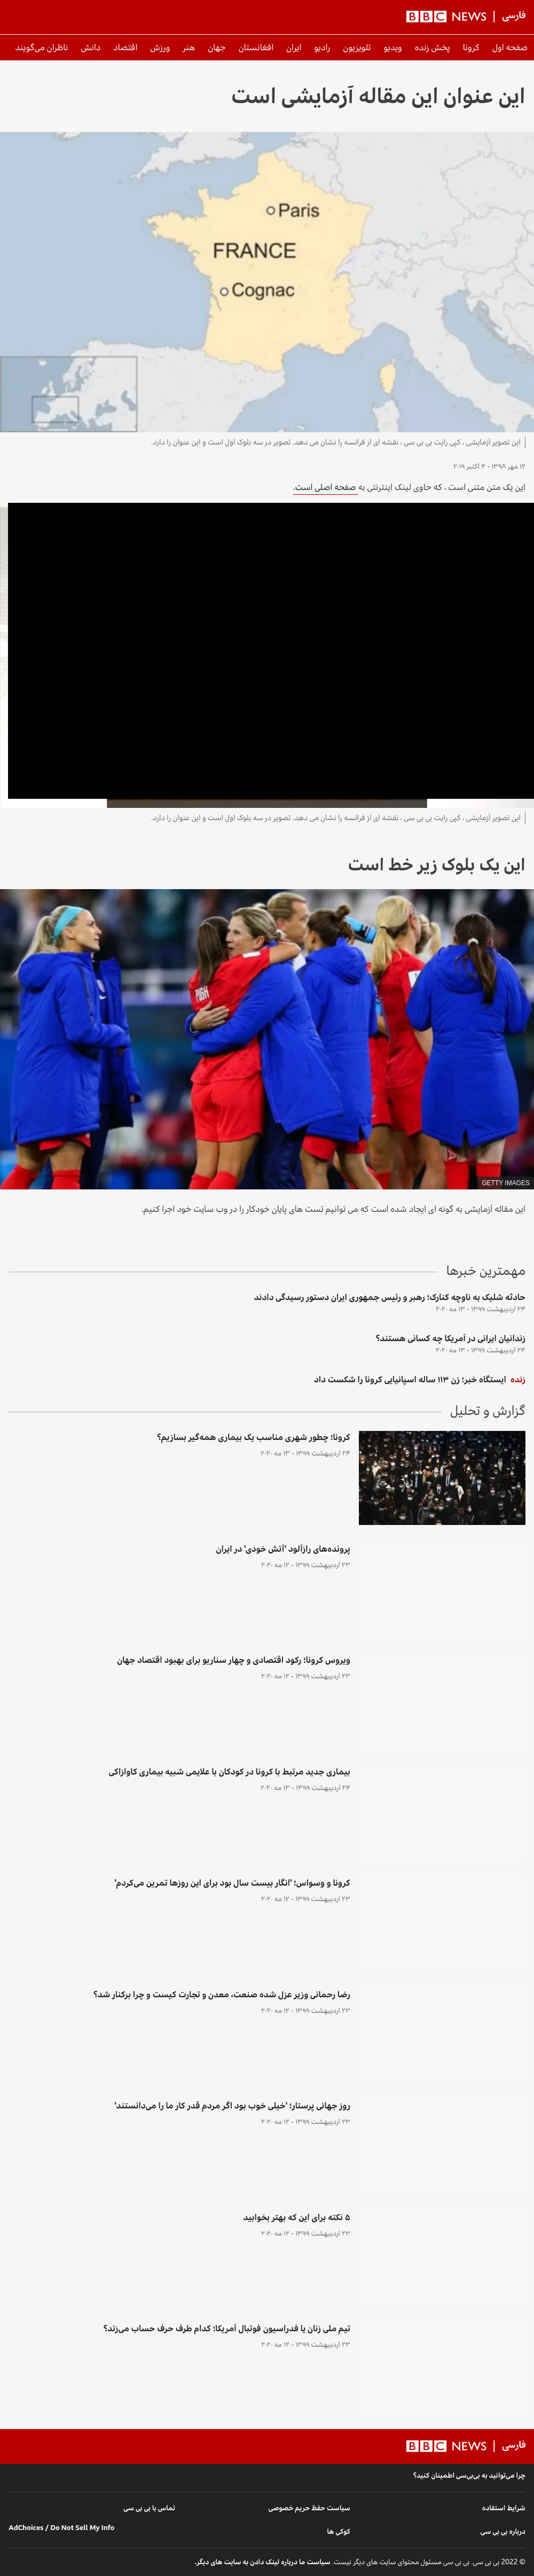 BBC NEWS | فارسی
صفحه اول کرونا پخش زنده ویدیو تلویزیون رادیو ایران افغانستان جهان هنر ورزش اقتصاد دانش ناظران می‌گویند
این عنوان این مقاله آزمایشی است
Paris
FRANCE
Cognac
این تصویر آزمایشی ، کپی رایت بی بی سی ، نقشه ای از فرانسه را نشان می دهد. تصویر در سه بلوک اول است و این عنوان را دارد.
۱۲ مهر ۱۳۹۸ - ۴ اکتبر ۲۰۱۹
این یک متن متنی است ، که حاوی لینک اینترنتی به صفحه اصلی است.
این تصویر آزمایشی ، کپی رایت بی بی سی ، نقشه ای از فرانسه را نشان می دهد. تصویر در سه بلوک اول است و این عنوان را دارد.
این یک بلوک زیر خط است
PUGH
GETTY IMAGES
این مقاله آزمایشی به گونه ای ایجاد شده است که می توانیم تست های پایان خودکار را در وب سایت خود اجرا کنیم.
مهمترین خبرها
حادثه شلیک به ناوچه کنارک؛ رهبر و رئیس جمهوری ایران دستور رسیدگی دادند
۲۴ اردیبهشت ۱۳۹۹ - ۱۳ مه ۲۰۲۰
زندانیان ایرانی در آمریکا چه کسانی هستند؟
۲۴ اردیبهشت ۱۳۹۹ - ۱۳ مه ۲۰۲۰
زنده ایستگاه خبر؛ زن ۱۱۳ ساله اسپانیایی کرونا را شکست داد
گزارش و تحلیل
کرونا؛ چطور شهری مناسب یک بیماری همه‌گیر بسازیم؟
۲۴ اردیبهشت ۱۳۹۹ - ۱۳ مه ۲۰۲۰
پرونده‌های رازآلود 'آتش خودی' در ایران
۲۳ اردیبهشت ۱۳۹۹ - ۱۲ مه ۲۰۲۰
ویروس کرونا؛ رکود اقتصادی و چهار سناریو برای بهبود اقتصاد جهان
۲۳ اردیبهشت ۱۳۹۹ - ۱۲ مه ۲۰۲۰
بیماری جدید مرتبط با کرونا در کودکان با علایمی شبیه بیماری کاوازاکی
۲۴ اردیبهشت ۱۳۹۹ - ۱۳ مه ۲۰۲۰
کرونا و وسواس؛ 'انگار بیست سال بود برای این روزها تمرین می‌کردم'
۲۳ اردیبهشت ۱۳۹۹ - ۱۲ مه ۲۰۲۰
رضا رحمانی وزیر عزل شده صنعت، معدن و تجارت کیست و چرا برکنار شد؟
۲۳ اردیبهشت ۱۳۹۹ - ۱۲ مه ۲۰۲۰
روز جهانی پرستار؛ 'خیلی خوب بود اگر مردم قدر کار ما را می‌دانستند'
۲۳ اردیبهشت ۱۳۹۹ - ۱۲ مه ۲۰۲۰
۵ نکته برای این که بهتر بخوابید
۲۳ اردیبهشت ۱۳۹۹ - ۱۲ مه ۲۰۲۰
تیم ملی زنان یا فدراسیون فوتبال آمریکا؛ کدام طرف حرف حساب می‌زند؟
۲۳ اردیبهشت ۱۳۹۹ - ۱۲ مه ۲۰۲۰
BBC NEWS | فارسی
چرا می‌توانید به بی‌بی‌سی اطمینان کنید؟
شرایط استفاده سیاست حفظ حریم خصوصی تماس با بی بی سی
درباره بی بی سی کوکی ها AdChoices / Do Not Sell My Info
© 2022 بی بی سی. بی بی سی مسئول محتوای سایت های دیگر نیست. سیاست ما درباره لینک دادن به سایت های دیگر.